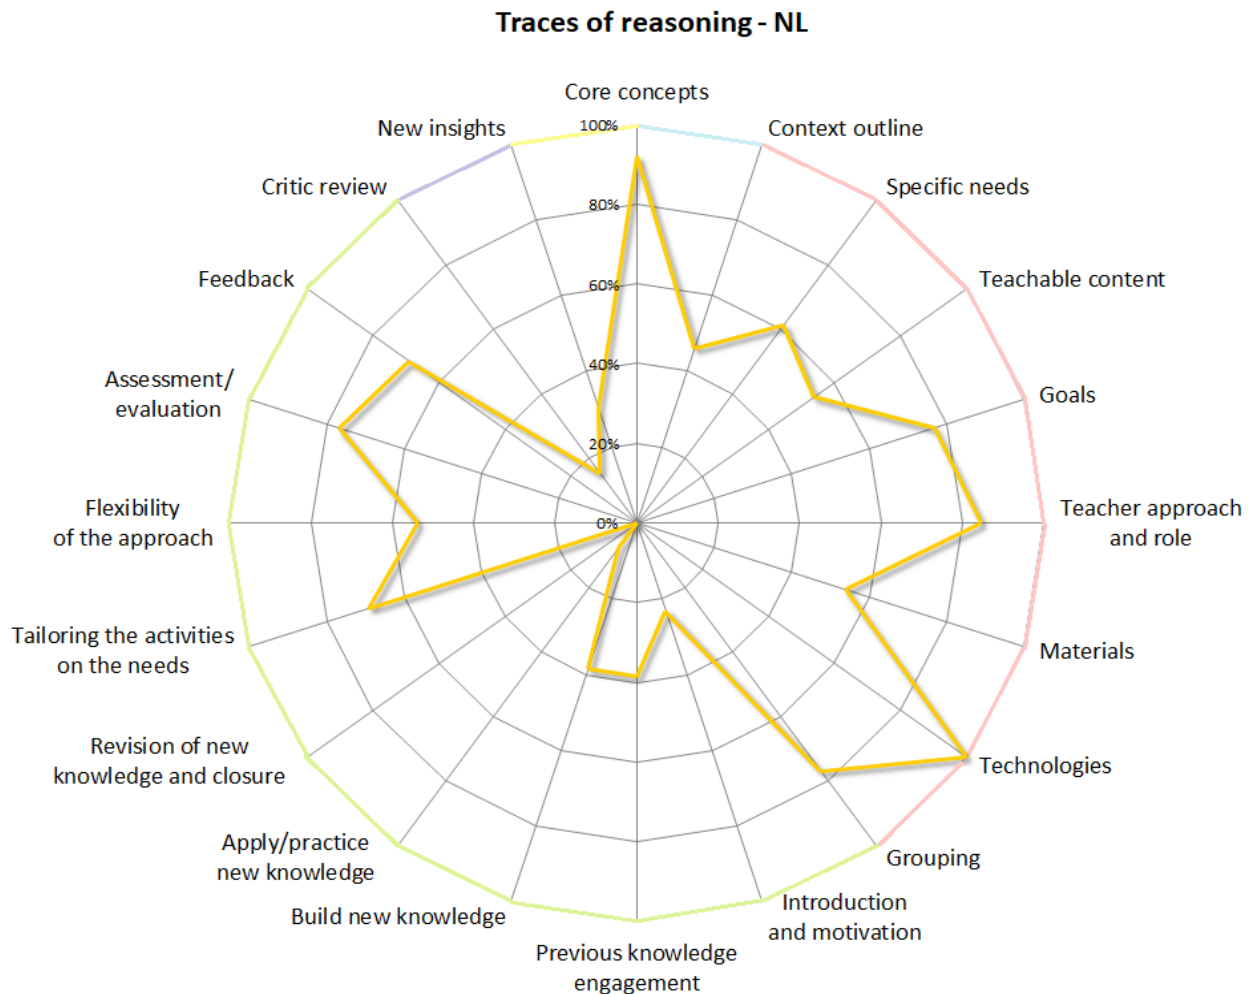 Traces of reasoning - NL
Core concepts
100%
New insights
Context outline
Critic review
Specific needs
80%
Feedback
Teachable content
60%
Assessment/
evaluation
40%
Goals
20%
Flexibility
of the approach
0%
Teacher approach
and role
Tailoring the activities
on the needs
Materials
Revision of new
knowledge and closure
Technologies
Apply/practice
new knowledge
Grouping
Build new knowledge
Introduction
and motivation
Previous knowledge
engagement